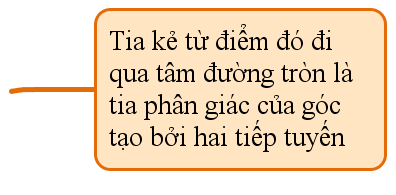 Tia kẻ từ điểm đó đi
qua tâm đường tròn là
tia phân giác của góc
tạo bởi hai tiếp tuyến